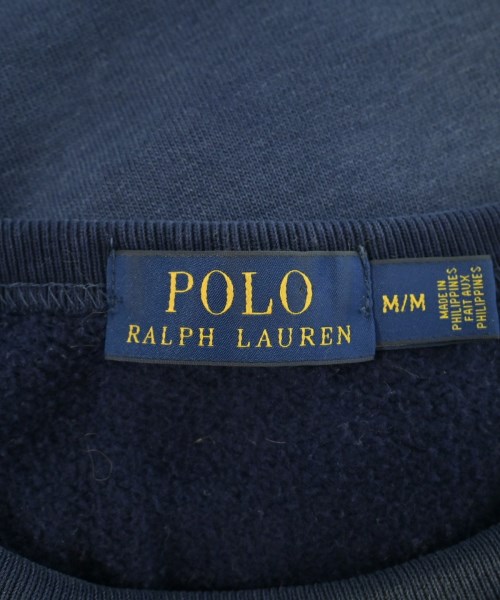 POLO
RALPH LAUREN
M/M
MADE IN
PHILIPPINES
FAIT AUX
PHILIPPINES